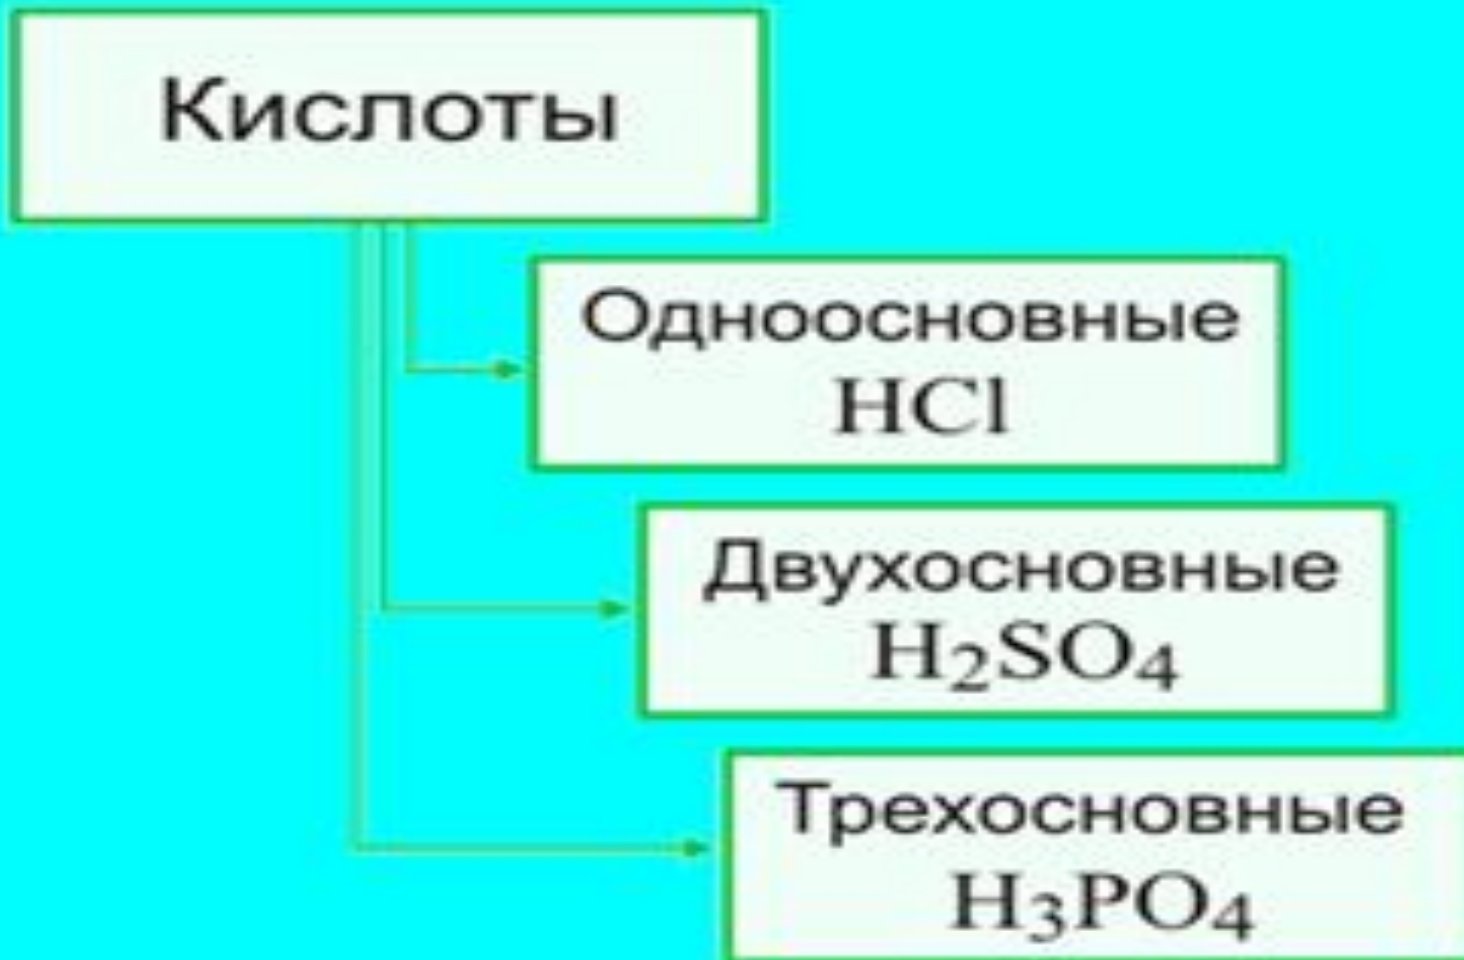 Кислоты
Одноосновные
HCl
Двухосновные
H₂SO₄
Трехосновные
H₃PO₄